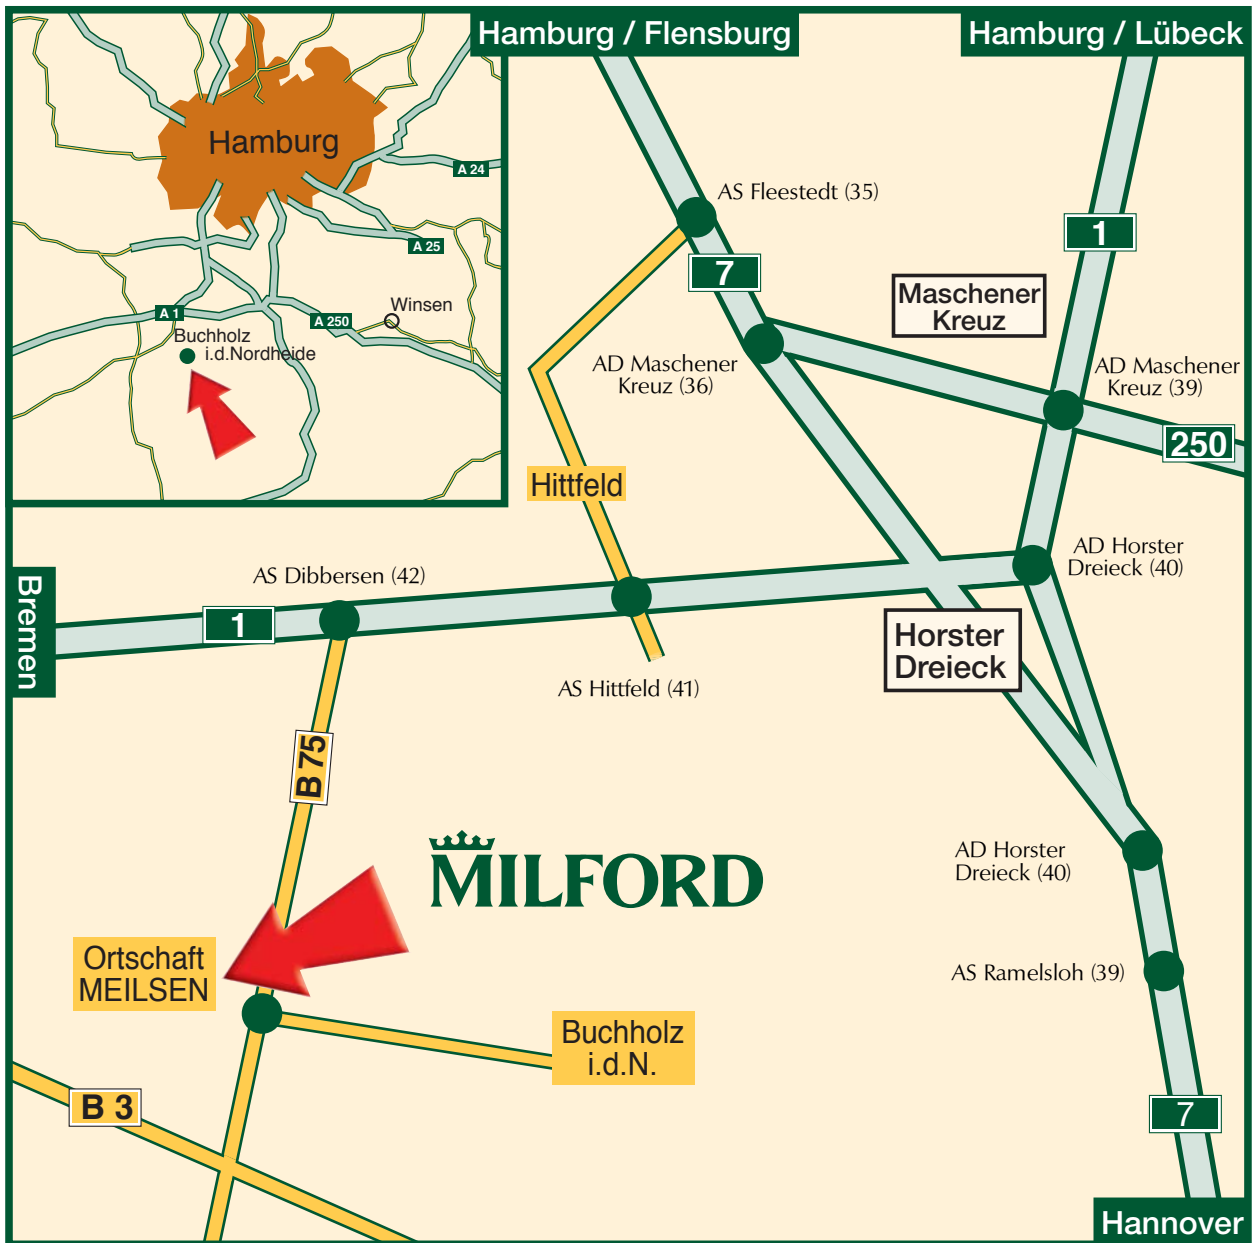 Hamburg / Flensburg
Hamburg / Lübeck
Hamburg
A 24
A 25
A 1
A 250
Winsen
Buchholz
i.d.Nordheide
AS Fleestedt (35)
7
1
Maschener
Kreuz
AD Maschener
Kreuz (36)
AD Maschener
Kreuz (39)
250
Hittfeld
AD Horster
Dreieck (40)
AS Dibbersen (42)
Bremen
1
Horster
Dreieck
AS Hittfeld (41)
B 75
MILFORD
AD Horster
Dreieck (40)
Ortschaft
MEILSEN
AS Ramelsloh (39)
Buchholz
i.d.N.
B 3
7
Hannover